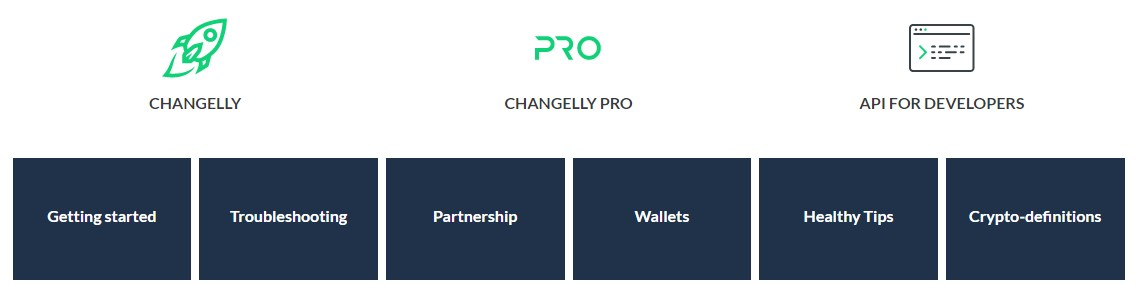 PRO
CHANGELLY
CHANGELLY PRO
API FOR DEVELOPERS
Getting started
Troubleshooting
Partnership
Wallets
Healthy Tips
Crypto-definitions